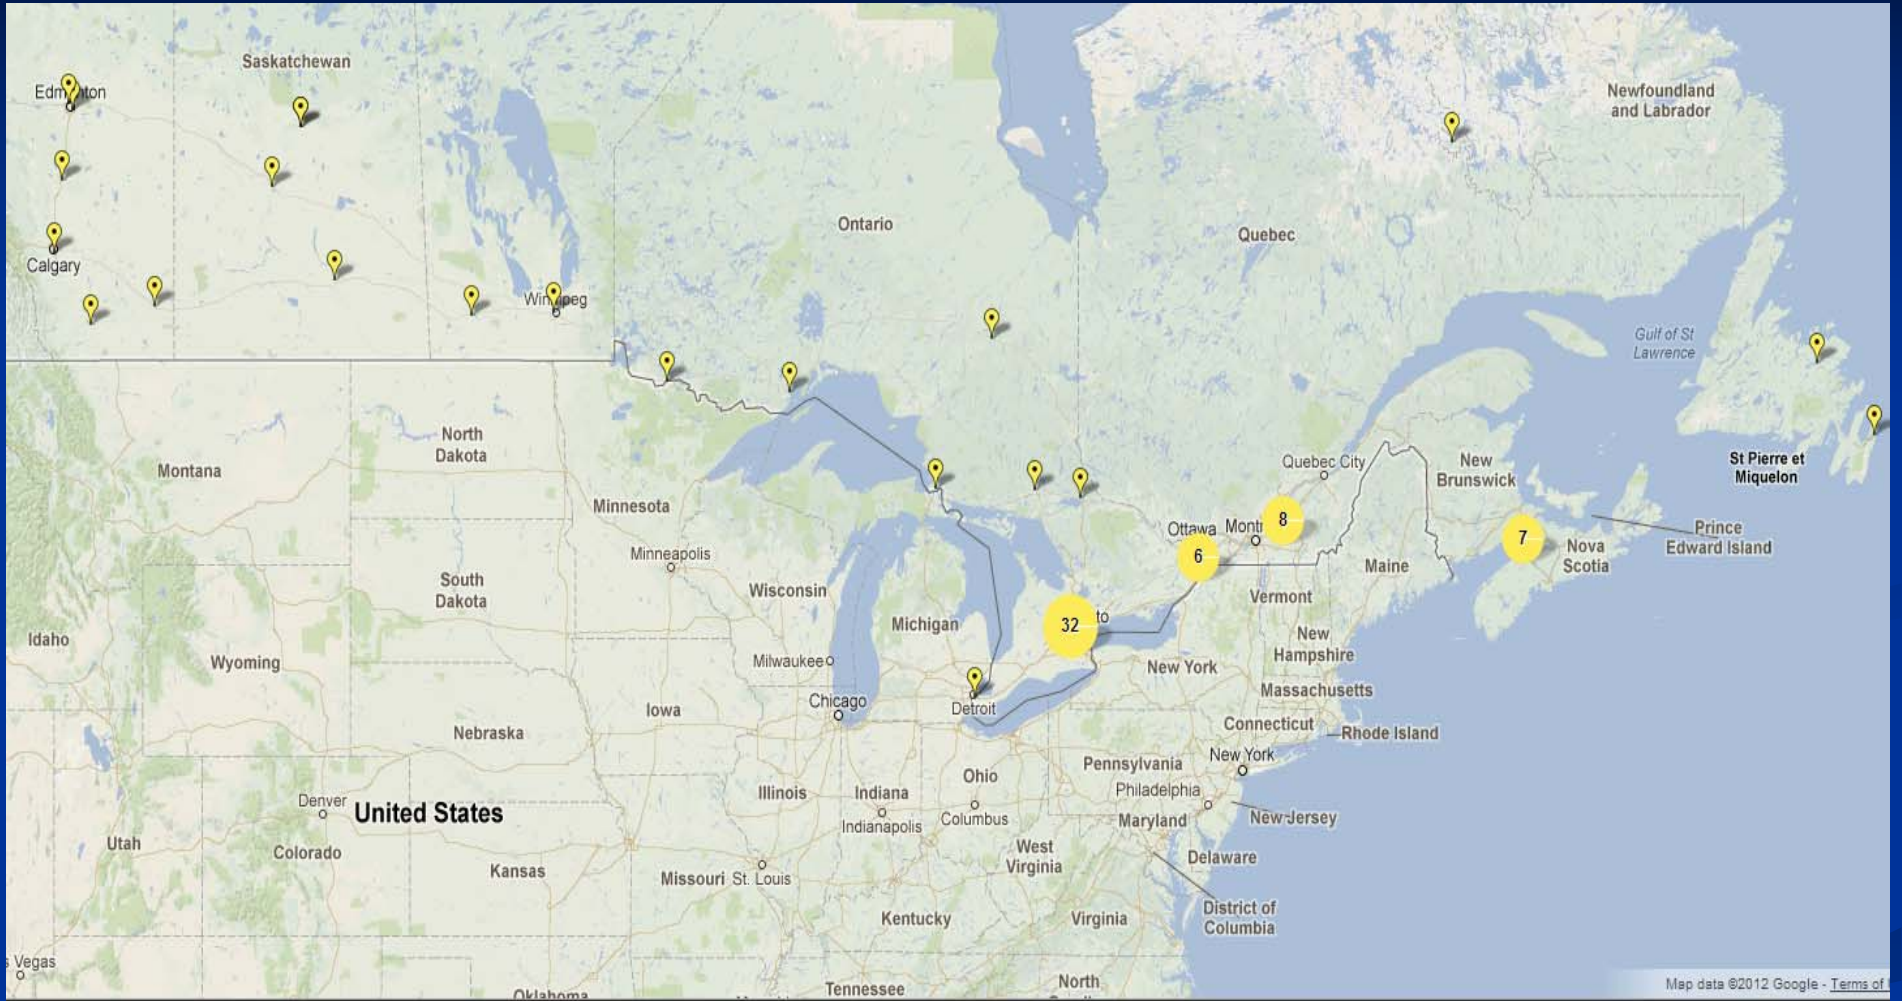 Saskatchewan
Newfoundland
and Labrador
Ontario
Quebec
Calgary
Gulf of St
Lawrence
North
Dakota
Montana
Quebec City
New
Brunswick
St Pierre et
Miquelon
Minnesota
Ottawa
8
6
7
Prince
Edward Island
Nova
Scotia
Minneapolis
South
Dakota
Wisconsin
Maine
Vermont
Michigan
32
to
Idaho
Wyoming
Milwaukee
New York
New
Hampshire
Massachusetts
Chicago
Detroit
Iowa
Nebraska
Connecticut
Rhode Island
New York
Pennsylvania
Ohio
Illinois
Indiana
Philadelphia
Denver
United States
Indianapolis
Columbus
Maryland
New Jersey
Utah
Colorado
West
Virginia
Delaware
Kansas
Missouri
St. Louis
Kentucky
Virginia
District of
Columbia
Vegas
North
Tennessee
Oklahoma
Map data ©2012 Google - Terms of